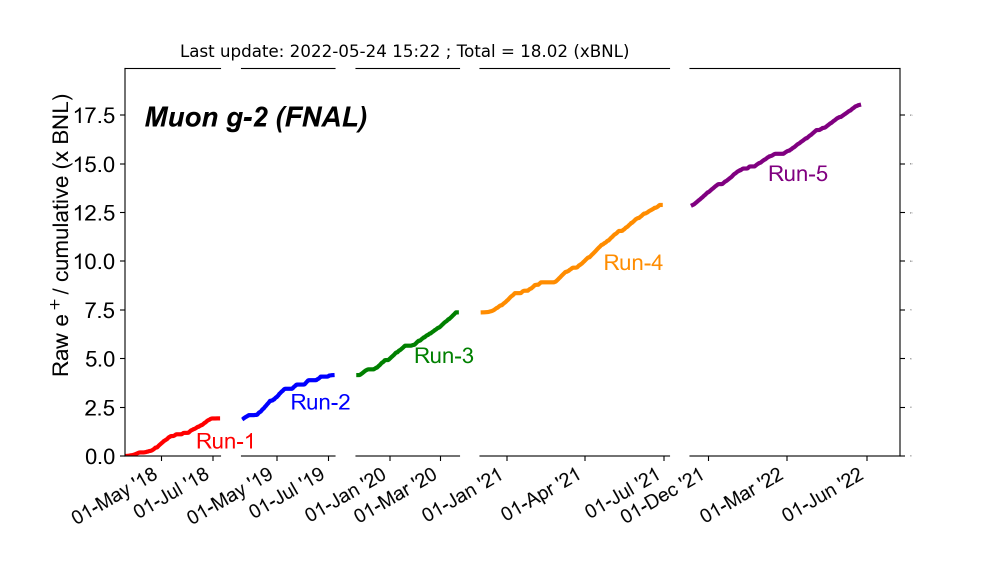 Last update: 2022-05-24 15:22 ; Total = 18.02 (xBNL)
Muon g-2 (FNAL)
Raw e⁺ / cumulative (x BNL)
17.5
15.0
12.5
10.0
7.5
5.0
2.5
0.0
Run-1
Run-2
Run-3
Run-4
Run-5
01-May '18
01-Jul '18
01-May '19
01-Jul '19
01-Jan '20
01-Mar '20
01-Jan '21
01-Apr '21
01-Jul '21
01-Dec '21
01-Mar '22
01-Jun '22